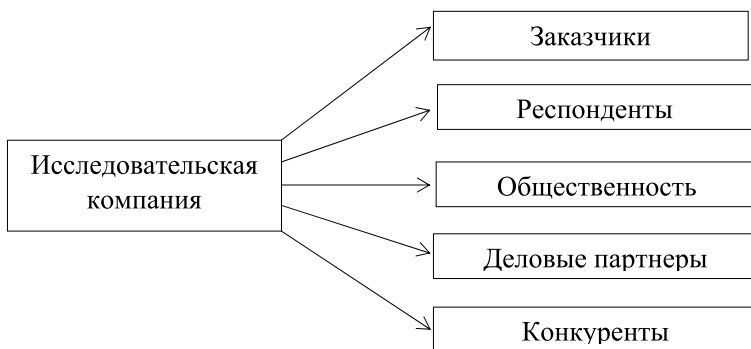 Заказчики
Респонденты
Исследовательская
компания
Общественность
Деловые партнеры
Конкуренты